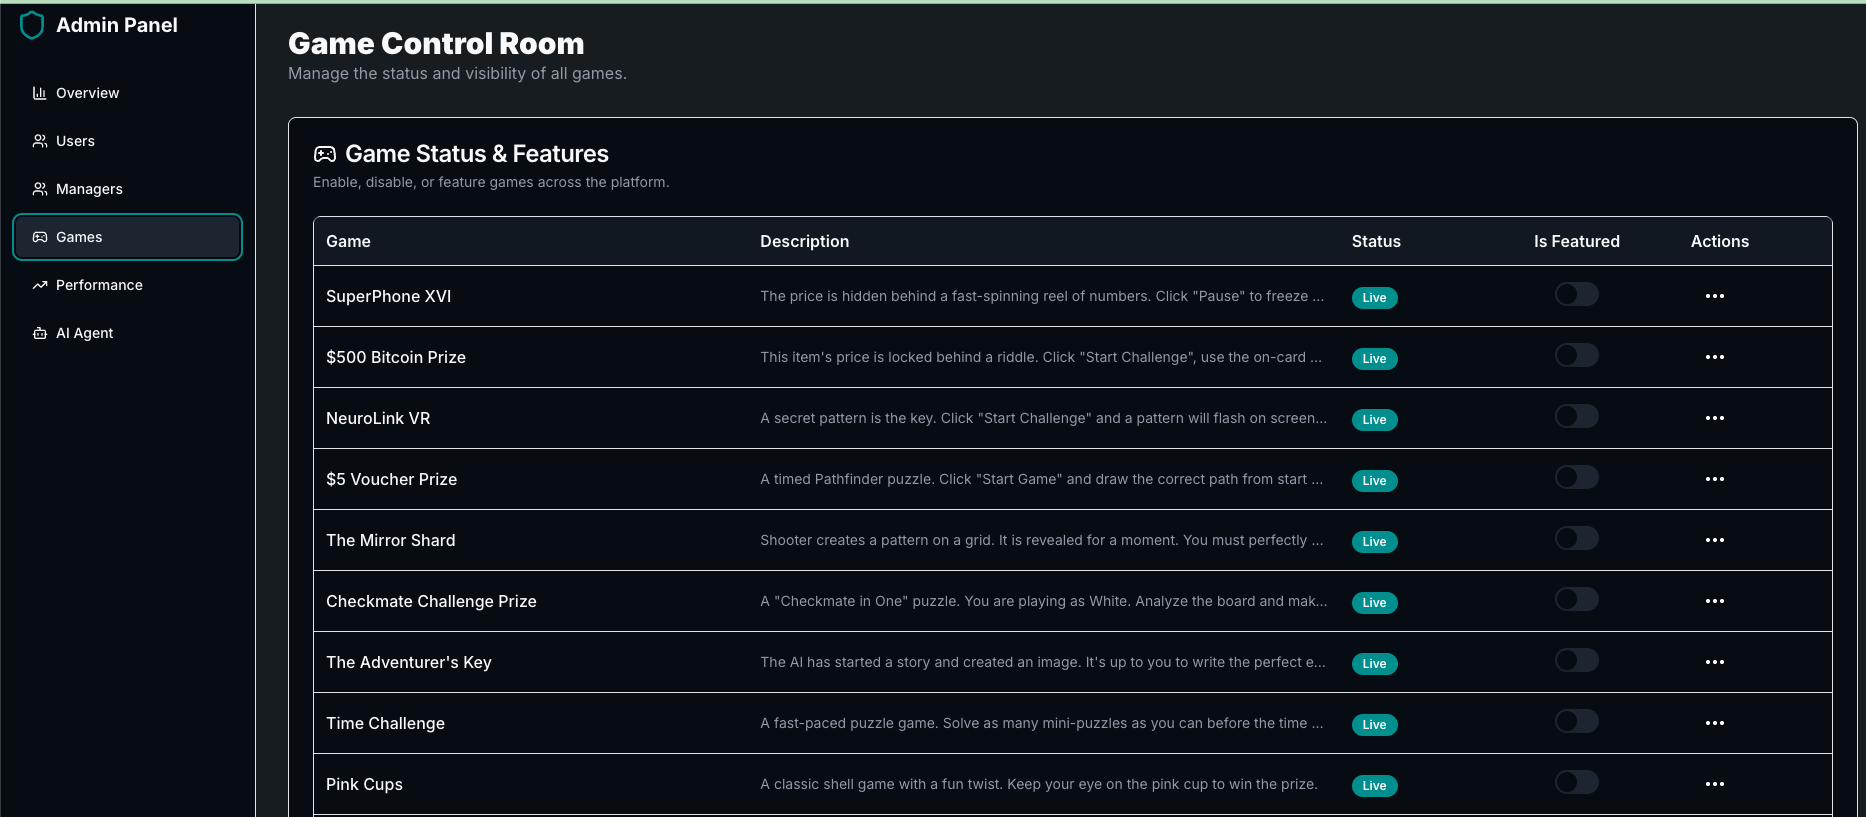 Admin Panel
Overview
Users
Managers
Games
Performance
AI Agent
Game Control Room
Manage the status and visibility of all games.
Game Status & Features
Enable, disable, or feature games across the platform.
Game Description Status Is Featured Actions
SuperPhone XVI The price is hidden behind a fast-spinning reel of numbers. Click "Pause" to freeze ... Live
$500 Bitcoin Prize This item's price is locked behind a riddle. Click "Start Challenge", use the on-card ... Live
NeuroLink VR A secret pattern is the key. Click "Start Challenge" and a pattern will flash on screen... Live
$5 Voucher Prize A timed Pathfinder puzzle. Click "Start Game" and draw the correct path from start ... Live
The Mirror Shard Shooter creates a pattern on a grid. It is revealed for a moment. You must perfectly ... Live
Checkmate Challenge Prize A "Checkmate in One" puzzle. You are playing as White. Analyze the board and mak... Live
The Adventurer's Key The AI has started a story and created an image. It's up to you to write the perfect e... Live
Time Challenge A fast-paced puzzle game. Solve as many mini-puzzles as you can before the time ... Live
Pink Cups A classic shell game with a fun twist. Keep your eye on the pink cup to win the prize. Live